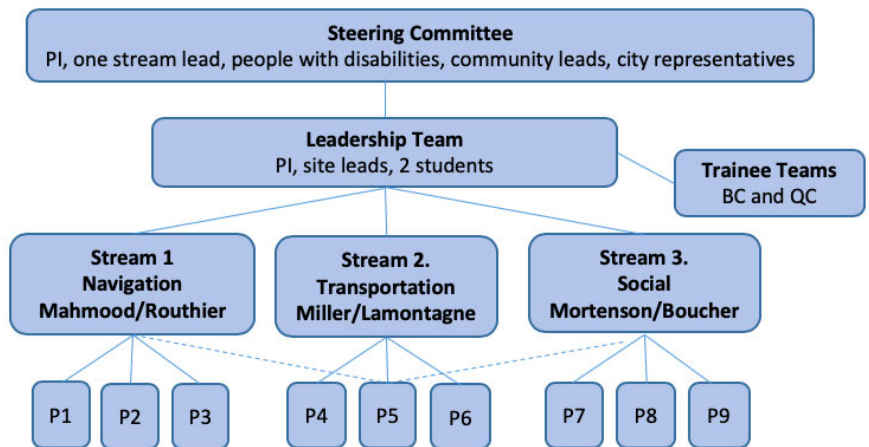 Steering Committee
PI, one stream lead, people with disabilities, community leads, city representatives
Leadership Team
PI, site leads, 2 students
Trainee Teams
BC and QC
Stream 1
Navigation
Mahmood/Routhier
Stream 2.
Transportation
Miller/Lamontagne
Stream 3.
Social
Mortenson/Boucher
P1
P2
P3
P4
P5
P6
P7
P8
P9